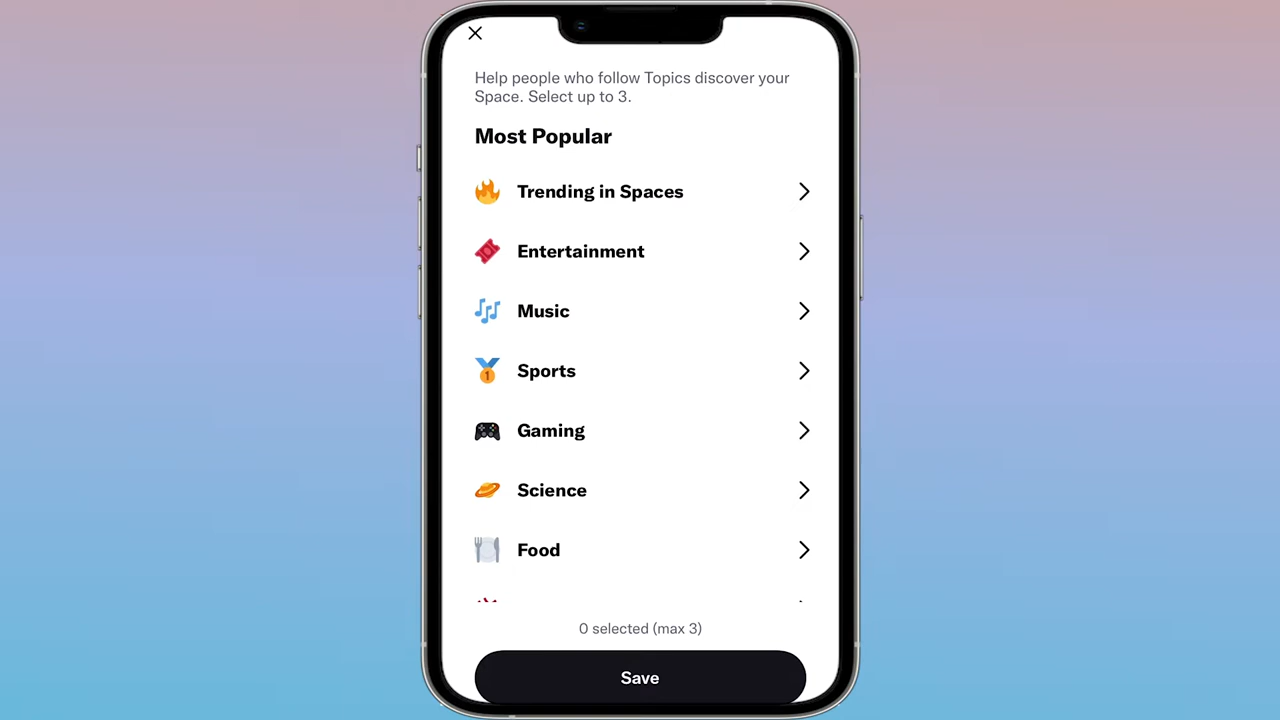 Help people who follow Topics discover your
Space. Select up to 3.
Most Popular
Trending in Spaces
Entertainment
Music
Sports
Gaming
Science
Food
0 selected (max 3)
Save